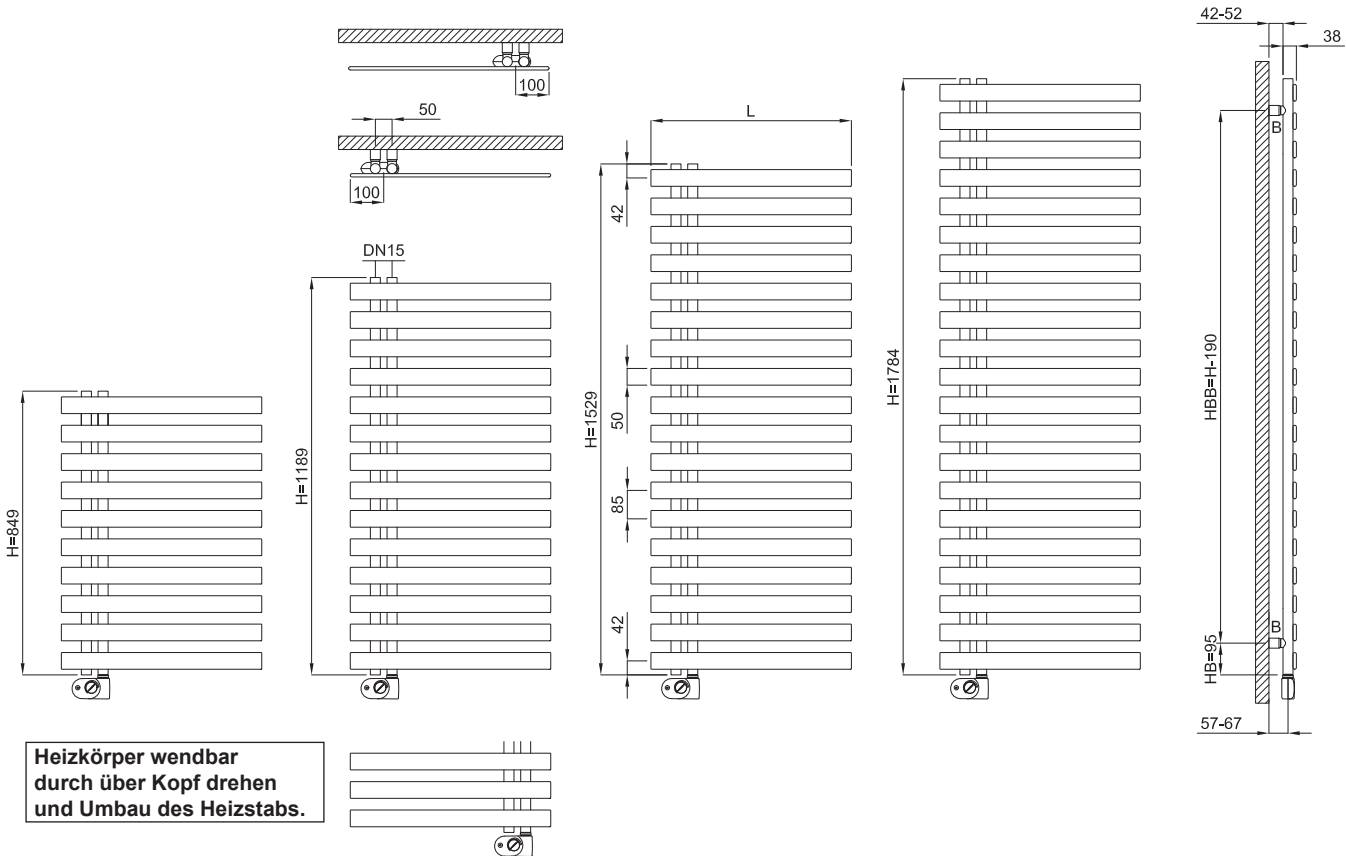 42-52
38
100
50
L
100
B
42
DN15
H=849
H=1189
H=1529
H=1784
HBB=H-190
50
85
42
B
HB=95
57-67
Heizkörper wendbar
durch über Kopf drehen
und Umbau des Heizstabs.